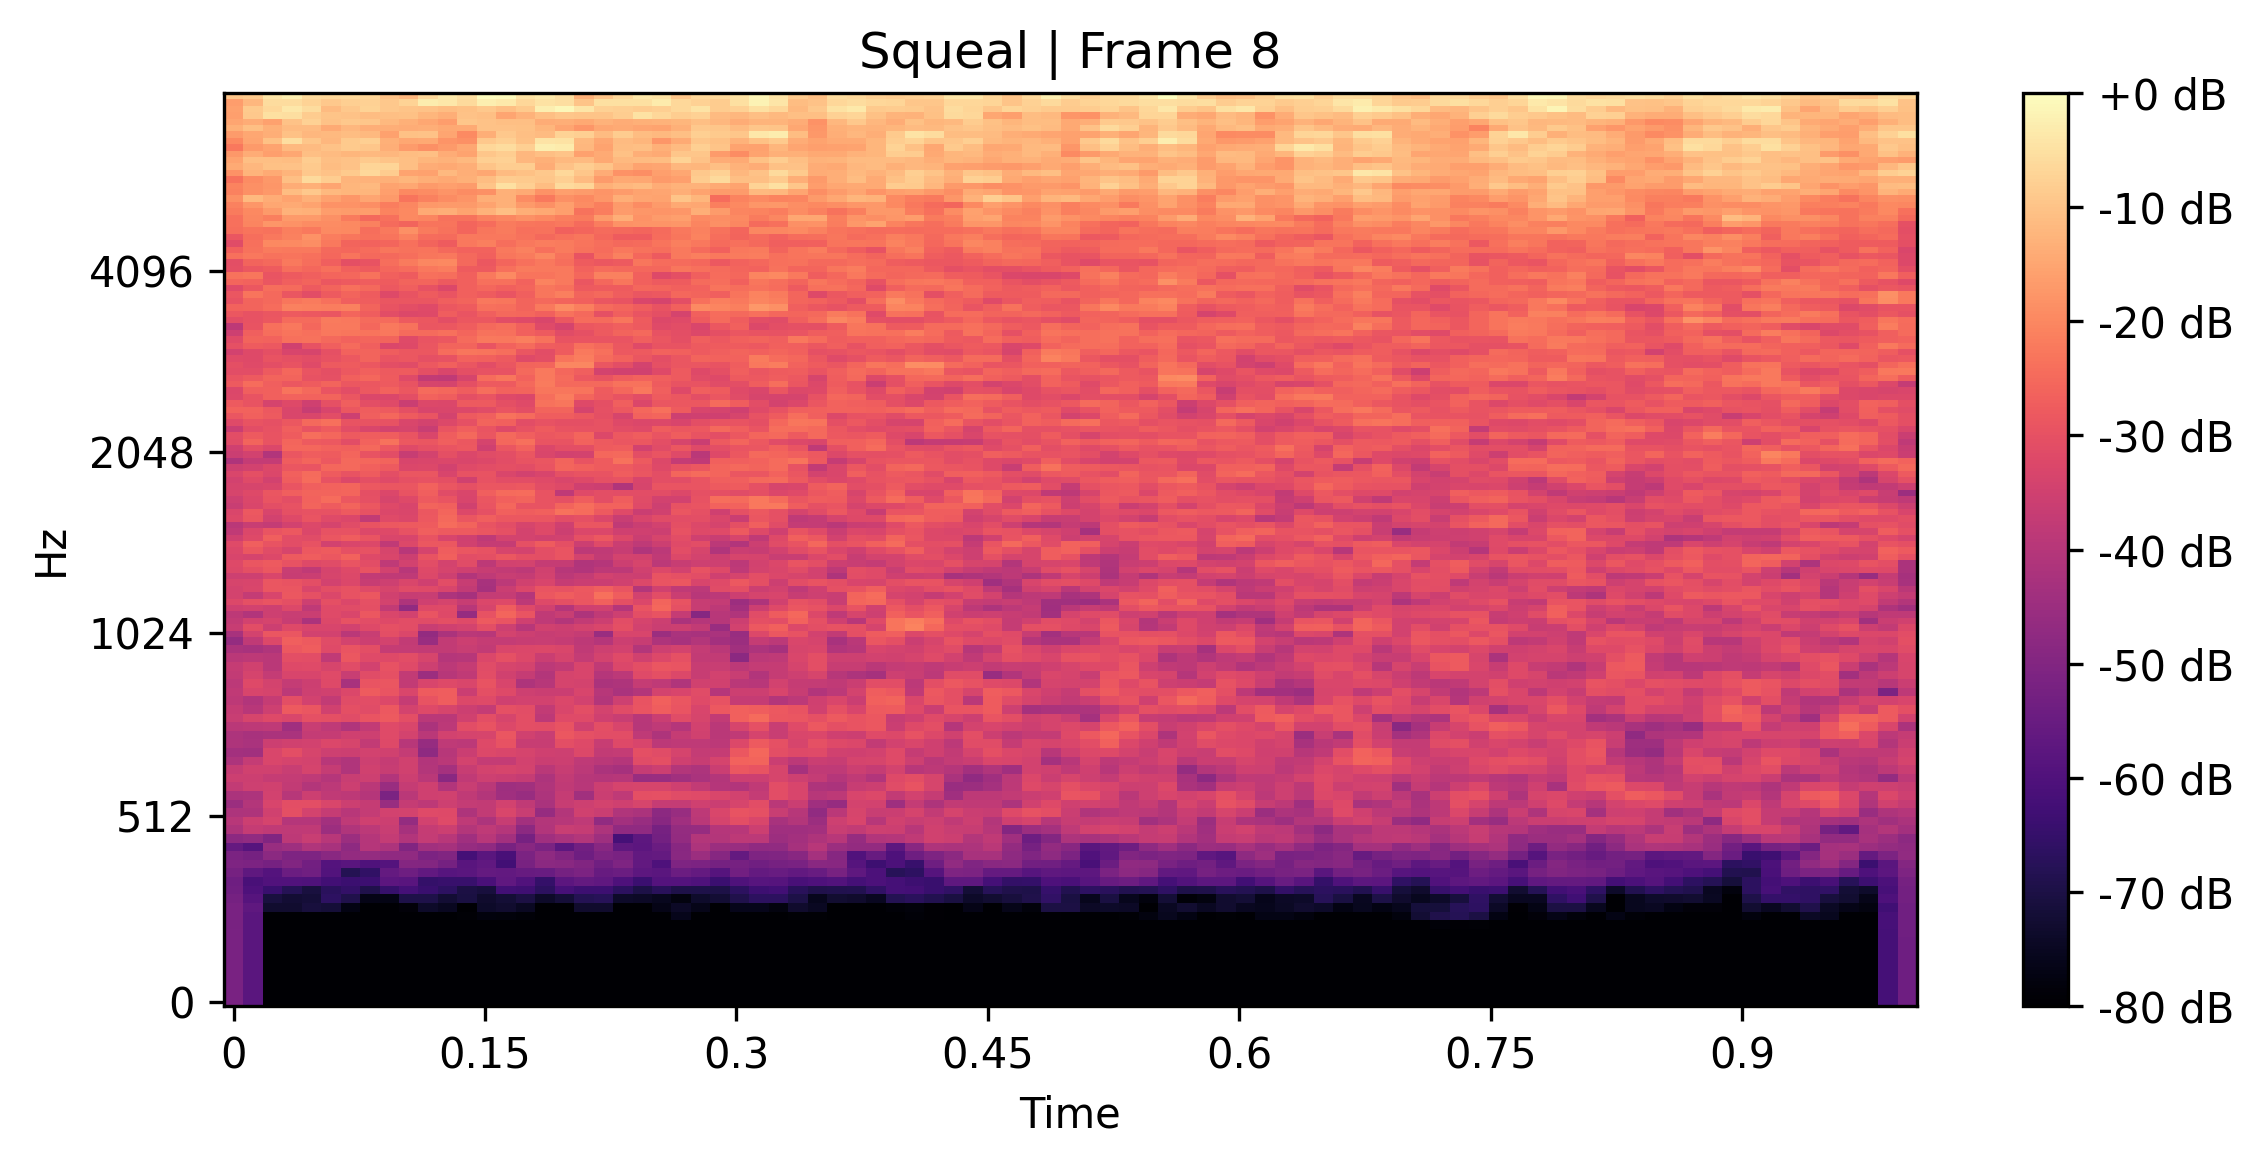 Squeal | Frame 8
Hz
4096
2048
1024
512
0
0 0.15 0.3 0.45 0.6 0.75 0.9
Time
+0 dB
-10 dB
-20 dB
-30 dB
-40 dB
-50 dB
-60 dB
-70 dB
-80 dB